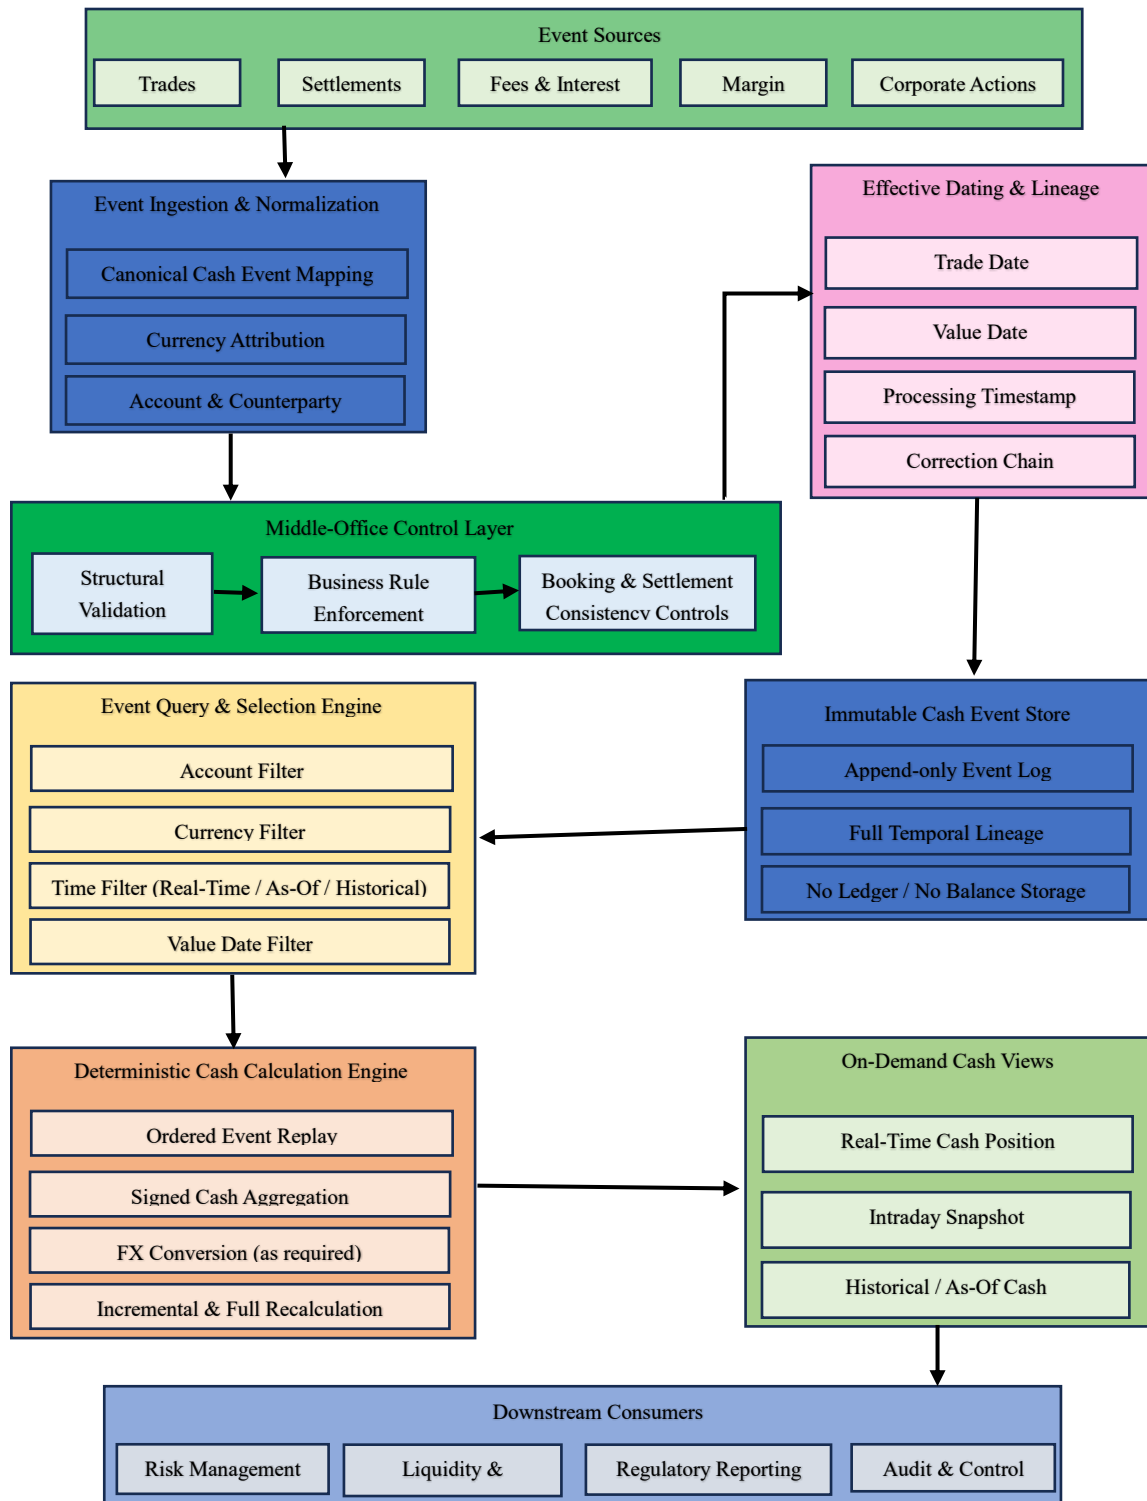 Event Sources
Trades
Settlements
Fees & Interest
Margin
Corporate Actions
Event Ingestion & Normalization
Canonical Cash Event Mapping
Currency Attribution
Account & Counterparty
Effective Dating & Lineage
Trade Date
Value Date
Processing Timestamp
Correction Chain
Middle-Office Control Layer
Structural
Validation
Business Rule
Enforcement
Booking & Settlement
Consistency Controls
Event Query & Selection Engine
Account Filter
Currency Filter
Time Filter (Real-Time / As-Of / Historical)
Value Date Filter
Immutable Cash Event Store
Append-only Event Log
Full Temporal Lineage
No Ledger / No Balance Storage
Deterministic Cash Calculation Engine
Ordered Event Replay
Signed Cash Aggregation
FX Conversion (as required)
Incremental & Full Recalculation
On-Demand Cash Views
Real-Time Cash Position
Intraday Snapshot
Historical / As-Of Cash
Downstream Consumers
Risk Management
Liquidity &
Regulatory Reporting
Audit & Control